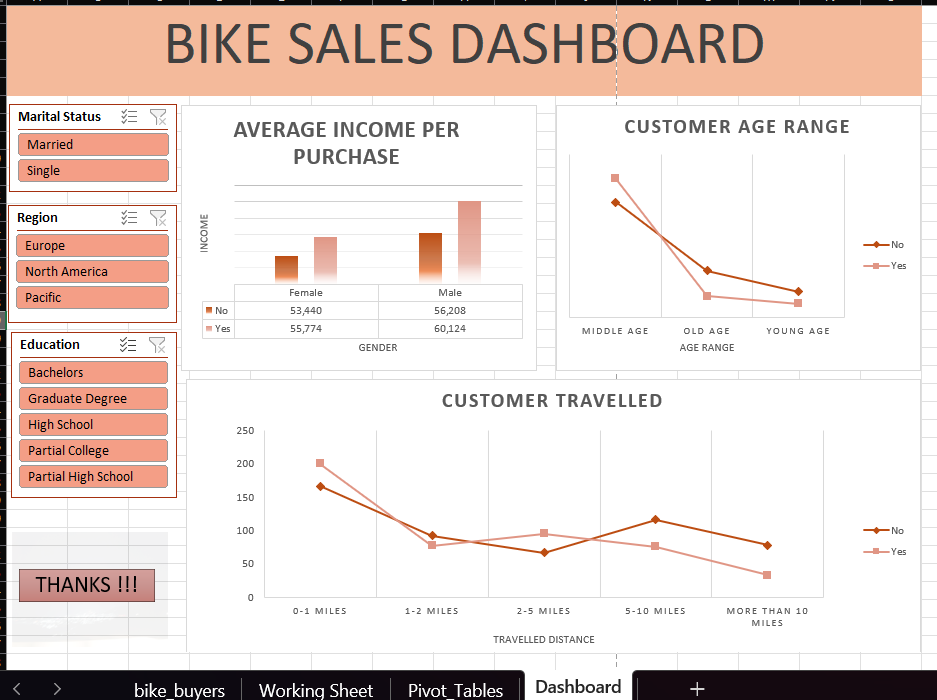 BIKE SALES DASHBOARD
Marital Status
Married
Single
Region
Europe
North America
Pacific
Education
Bachelors
Graduate Degree
High School
Partial College
Partial High School
THANKS !!!
AVERAGE INCOME PER
PURCHASE
INCOME
Female Male
No 53,440 56,208
Yes 55,774 60,124
GENDER
CUSTOMER AGE RANGE
No
Yes
MIDDLE AGE OLD AGE YOUNG AGE
AGE RANGE
CUSTOMER TRAVELLED
250
200
150
100
50
0
No
Yes
0-1 MILES 1-2 MILES 2-5 MILES 5-10 MILES MORE THAN 10
MILES
TRAVELLED DISTANCE
bike_buyers Working Sheet Pivot_Tables Dashboard